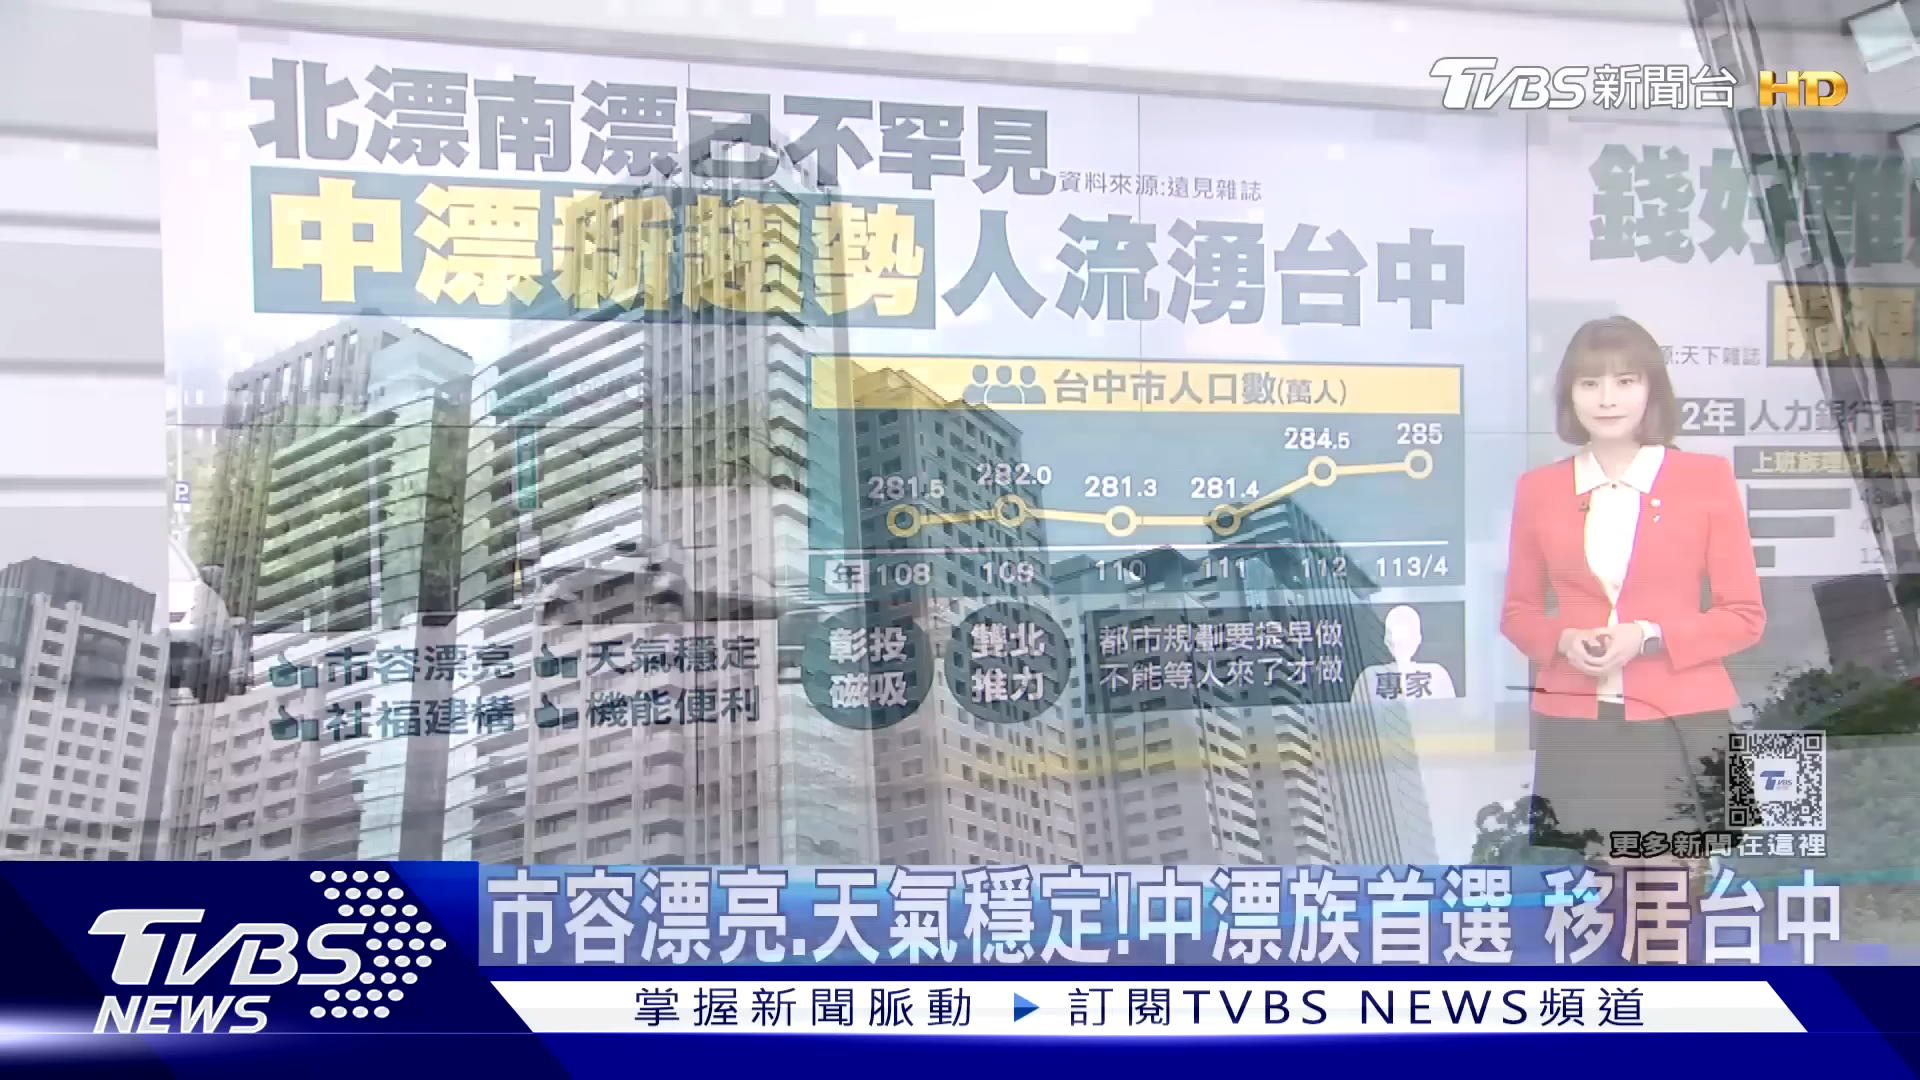 TVBS新聞台 HD
北漂南漂已不罕見
資料來源:遠見雜誌
中漂新趨勢 人流湧台中
台中市人口數(萬人)
281.5 282.0 281.3 281.4 284.5 285
年 108 109 110 111 112 113/4
市容漂亮 天氣穩定
社福建構 機能便利
彰投
磁吸
雙北
推力
都市規劃要提早做
不能等人來了才做
專家
錢好難
源:天下雜誌
2年 人力銀行調
上班族理
TVBS
更多新聞在這裡
市容漂亮.天氣穩定!中漂族首選 移居台中
TVBS
NEWS
掌握新聞脈動 ▶ 訂閱TVBS NEWS頻道